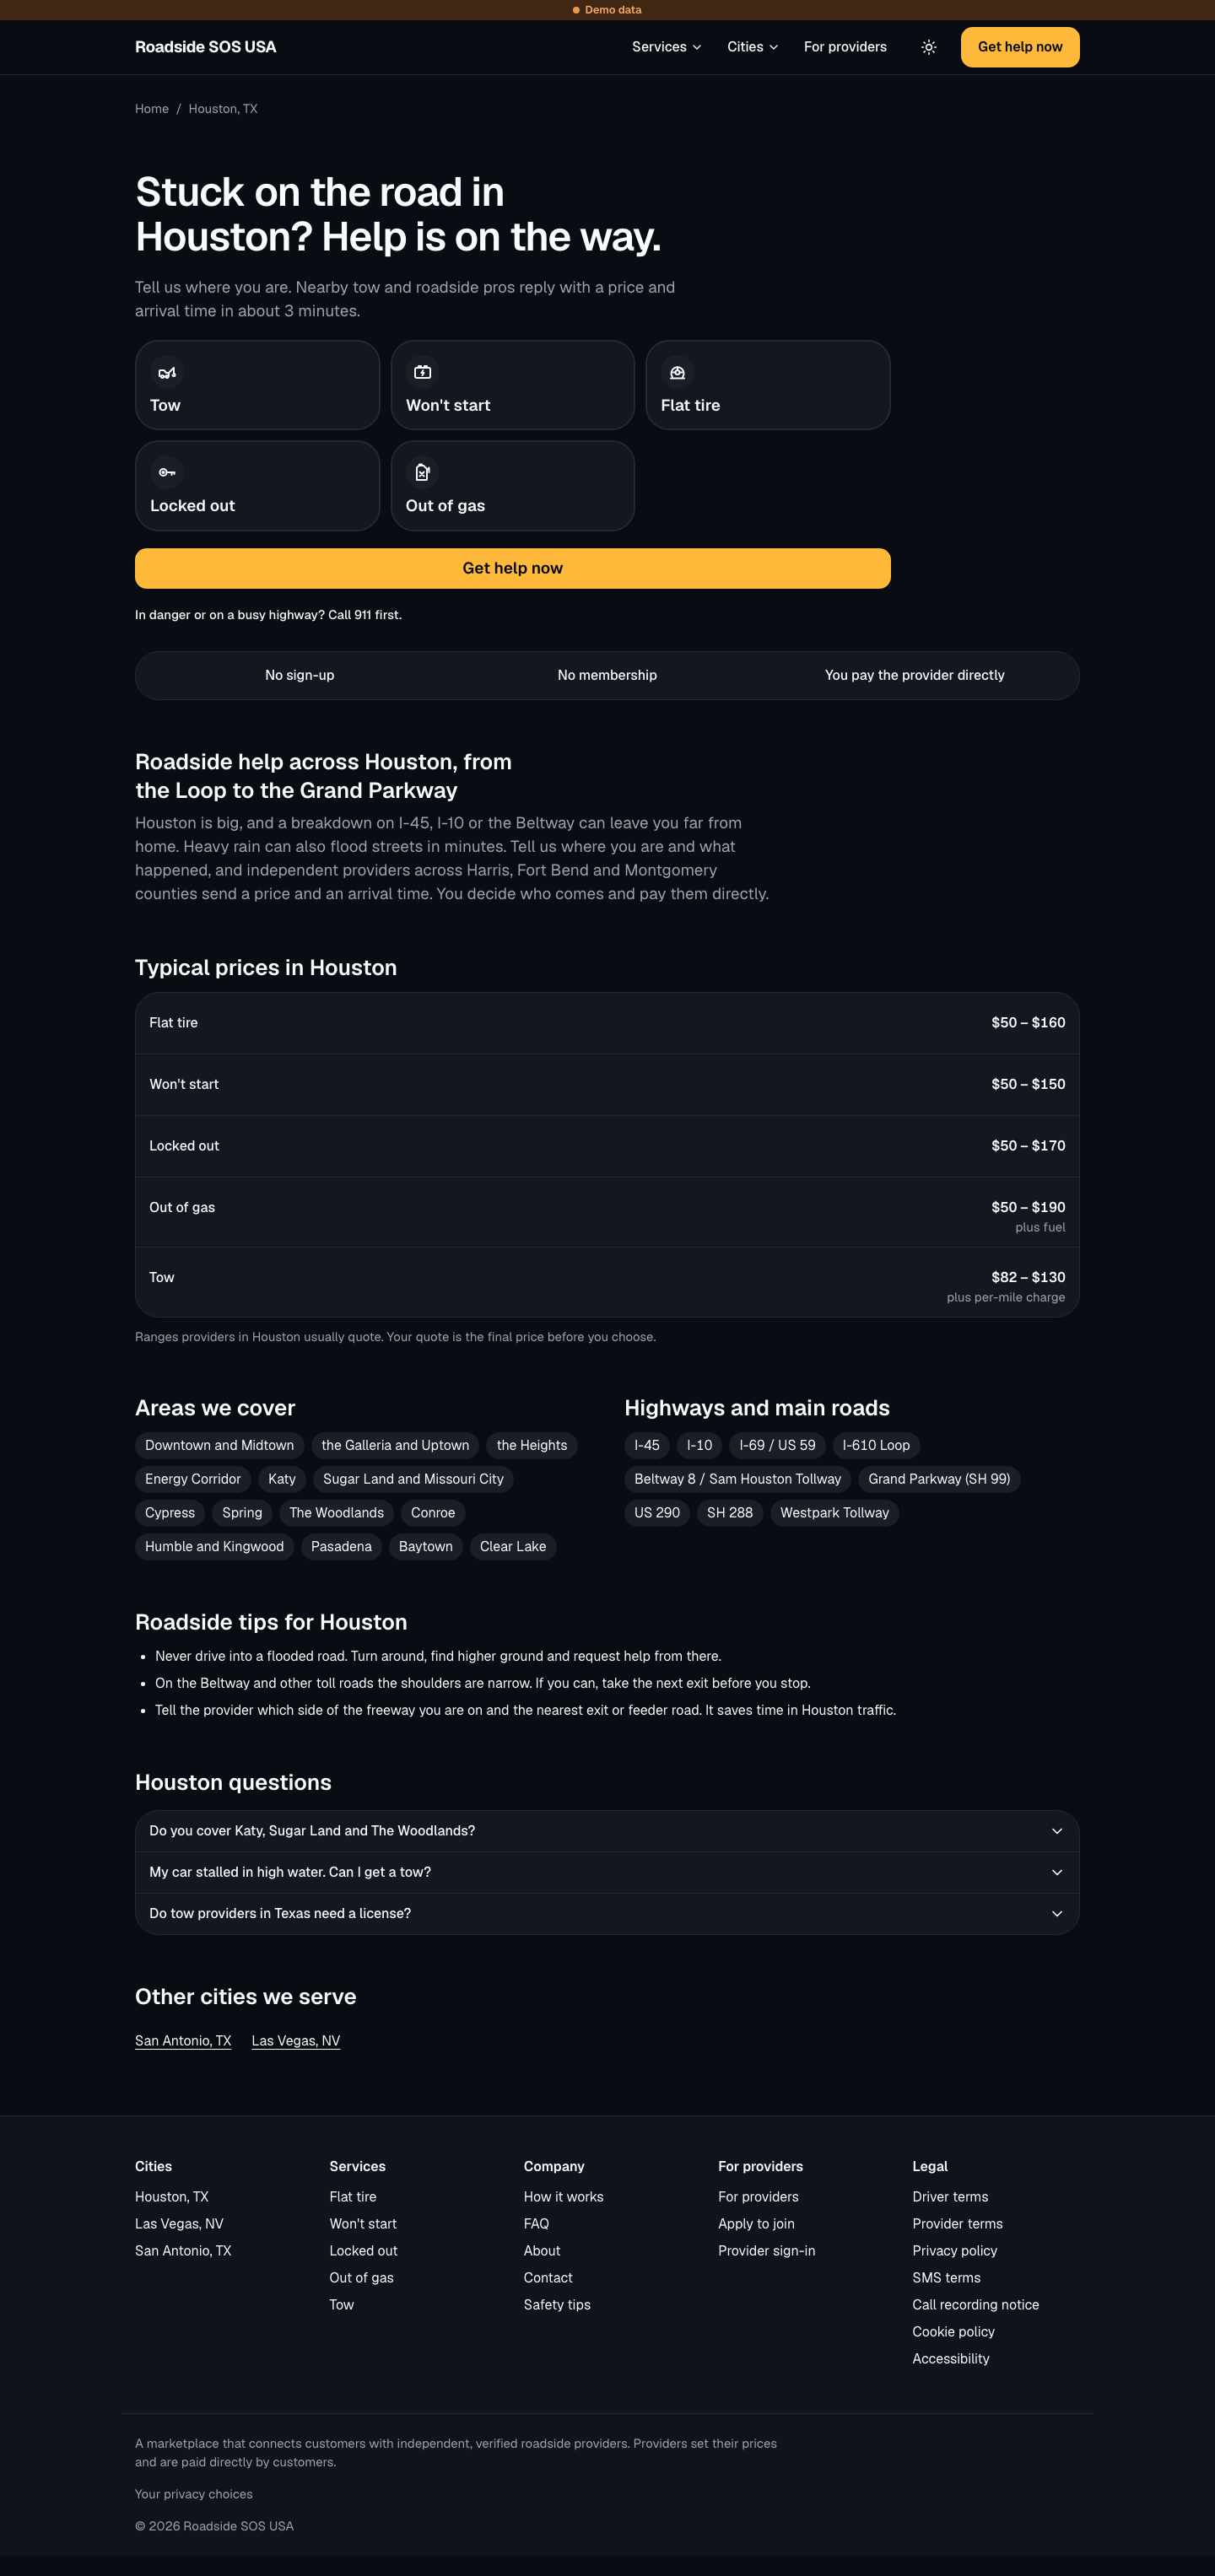 Demo data
Roadside SOS USA
Services
Cities
For providers
Get help now
Home / Houston, TX
Stuck on the road in
Houston? Help is on the way.
Tell us where you are. Nearby tow and roadside pros reply with a price and
arrival time in about 3 minutes.
Tow
Won't start
Flat tire
Locked out
Out of gas
Get help now
In danger or on a busy highway? Call 911 first.
No sign-up
No membership
You pay the provider directly
Roadside help across Houston, from
the Loop to the Grand Parkway
Houston is big, and a breakdown on I-45, I-10 or the Beltway can leave you far from
home. Heavy rain can also flood streets in minutes. Tell us where you are and what
happened, and independent providers across Harris, Fort Bend and Montgomery
counties send a price and an arrival time. You decide who comes and pay them directly.
Typical prices in Houston
Flat tire $50 – $160
Won't start $50 – $150
Locked out $50 – $170
Out of gas $50 – $190
plus fuel
Tow $82 – $130
plus per-mile charge
Ranges providers in Houston usually quote. Your quote is the final price before you choose.
Areas we cover
Downtown and Midtown the Galleria and Uptown the Heights
Energy Corridor Katy Sugar Land and Missouri City
Cypress Spring The Woodlands Conroe
Humble and Kingwood Pasadena Baytown Clear Lake
Highways and main roads
I-45 I-10 I-69 / US 59 I-610 Loop
Beltway 8 / Sam Houston Tollway Grand Parkway (SH 99)
US 290 SH 288 Westpark Tollway
Roadside tips for Houston
• Never drive into a flooded road. Turn around, find higher ground and request help from there.
• On the Beltway and other toll roads the shoulders are narrow. If you can, take the next exit before you stop.
• Tell the provider which side of the freeway you are on and the nearest exit or feeder road. It saves time in Houston traffic.
Houston questions
Do you cover Katy, Sugar Land and The Woodlands?
My car stalled in high water. Can I get a tow?
Do tow providers in Texas need a license?
Other cities we serve
San Antonio, TX Las Vegas, NV
Cities
Houston, TX
Las Vegas, NV
San Antonio, TX
Services
Flat tire
Won't start
Locked out
Out of gas
Tow
Company
How it works
FAQ
About
Contact
Safety tips
For providers
For providers
Apply to join
Provider sign-in
Legal
Driver terms
Provider terms
Privacy policy
SMS terms
Call recording notice
Cookie policy
Accessibility
A marketplace that connects customers with independent, verified roadside providers. Providers set their prices
and are paid directly by customers.
Your privacy choices
© 2026 Roadside SOS USA